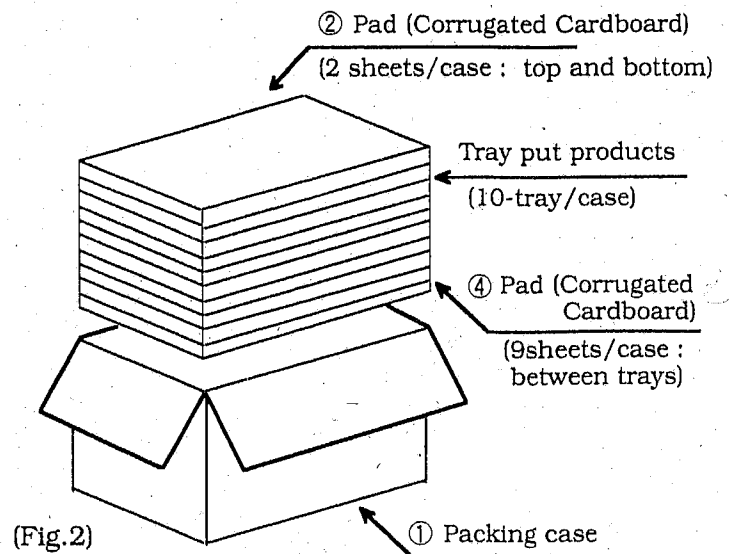 ② Pad (Corrugated Cardboard)
(2 sheets/case : top and bottom)
Tray put products
(10-tray/case)
④ Pad (Corrugated
Cardboard)
(9sheets/case :
between trays)
(Fig.2)
① Packing case